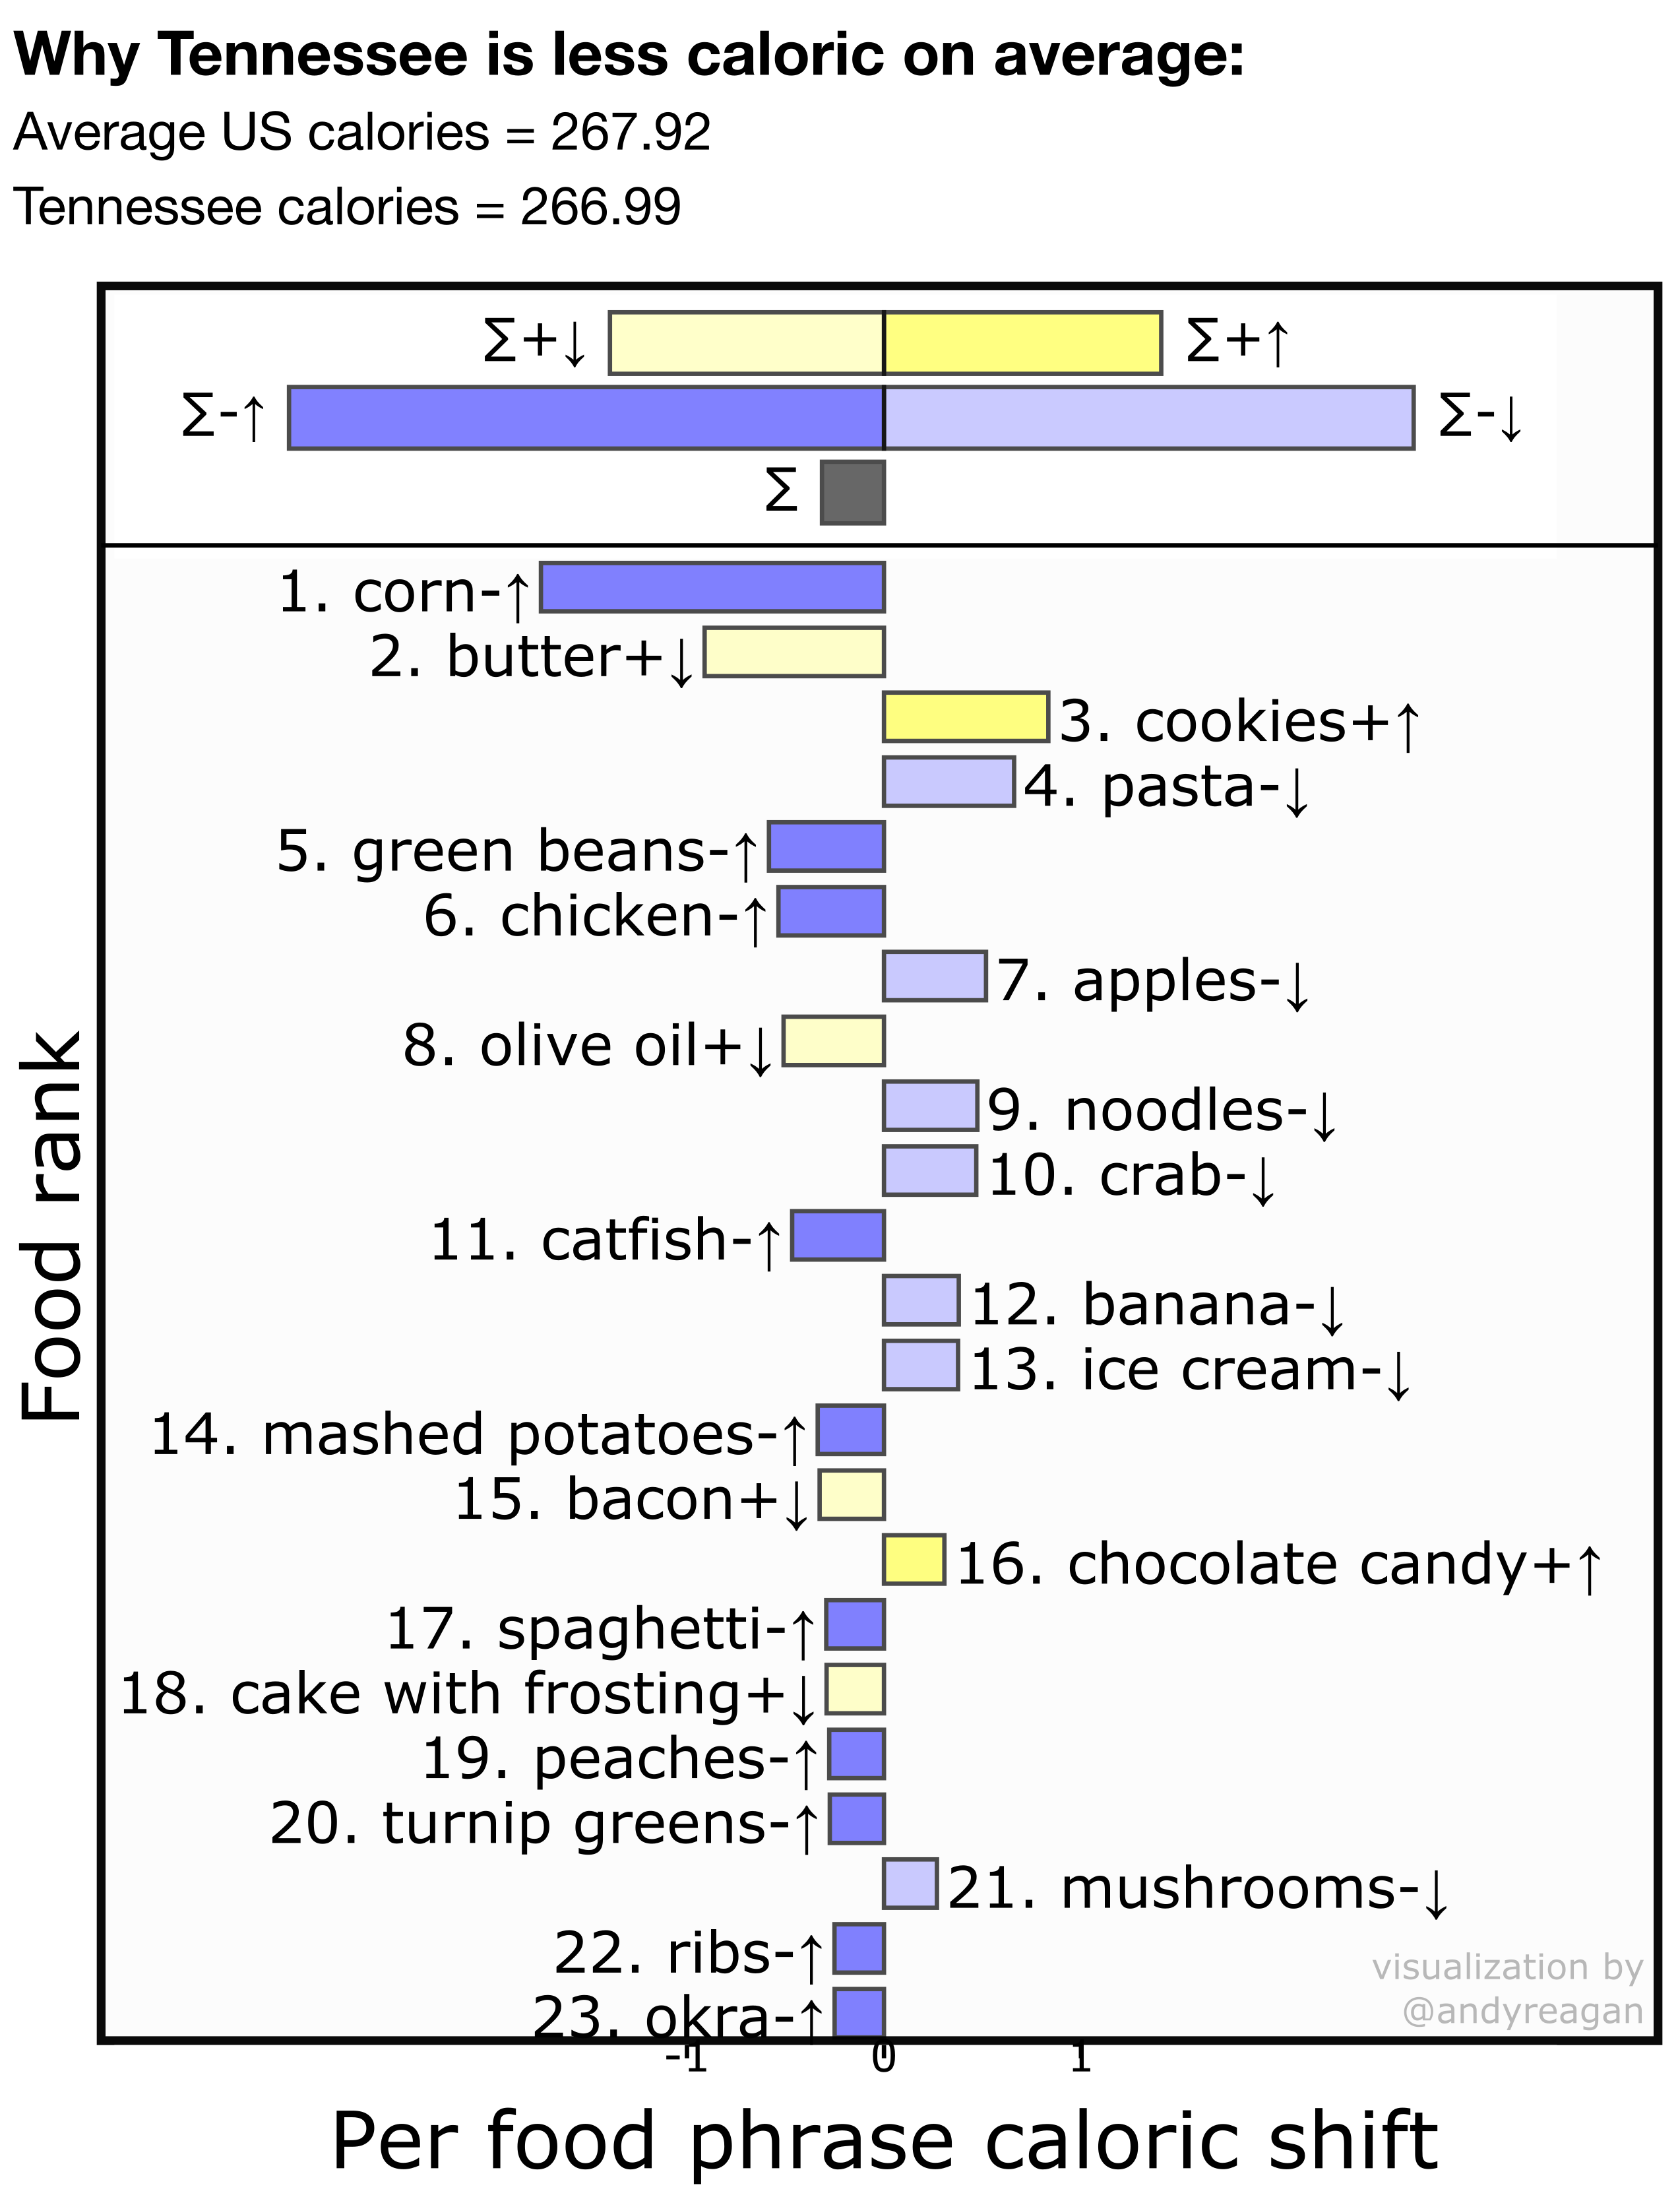 Why Tennessee is less caloric on average:
Average US calories = 267.92
Tennessee calories = 266.99
∑+↓ ∑+↑
∑-↑ ∑-↓
∑
1. corn-↑
2. butter+↓
3. cookies+↑
4. pasta-↓
5. green beans-↑
6. chicken-↑
7. apples-↓
8. olive oil+↓
9. noodles-↓
10. crab-↓
11. catfish-↑
12. banana-↓
13. ice cream-↓
14. mashed potatoes-↑
15. bacon+↓
16. chocolate candy+↑
17. spaghetti-↑
18. cake with frosting+↓
19. peaches-↑
20. turnip greens-↑
21. mushrooms-↓
22. ribs-↑
23. okra-↑
visualization by
@andyreagan
Food rank
-1 0 1
Per food phrase caloric shift